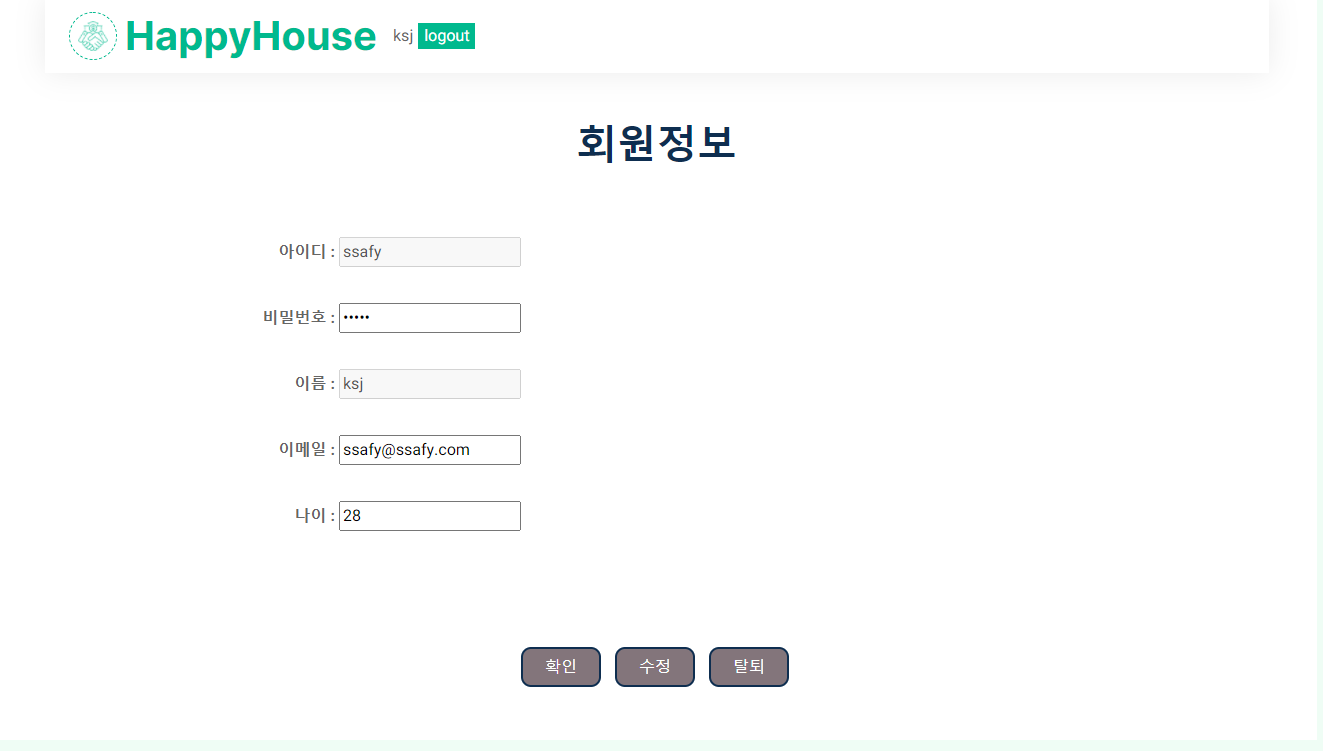 HappyHouse ksj logout
회원정보
아이디 : ssafy
비밀번호 : •••••
이름 : ksj
이메일 : ssafy@ssafy.com
나이 : 28
확인 수정 탈퇴